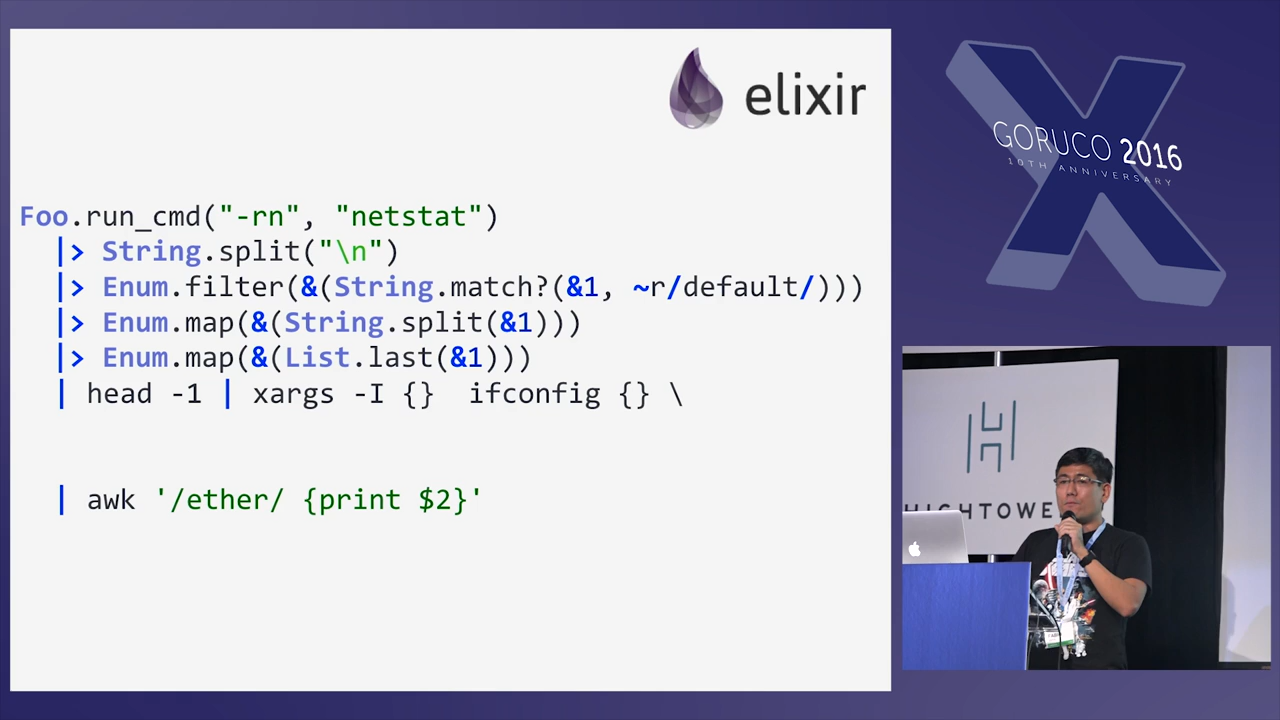 elixir
Foo.run_cmd("-rn", "netstat")
|> String.split("\n")
|> Enum.filter(&(String.match?(&1, ~r/default/)))
|> Enum.map(&(String.split(&1)))
|> Enum.map(&(List.last(&1)))
| head -1 | xargs -I {}  ifconfig {} \
| awk '/ether/ {print $2}'
GORUCO 2016
10TH ANNIVERSARY
HIGHTOWE